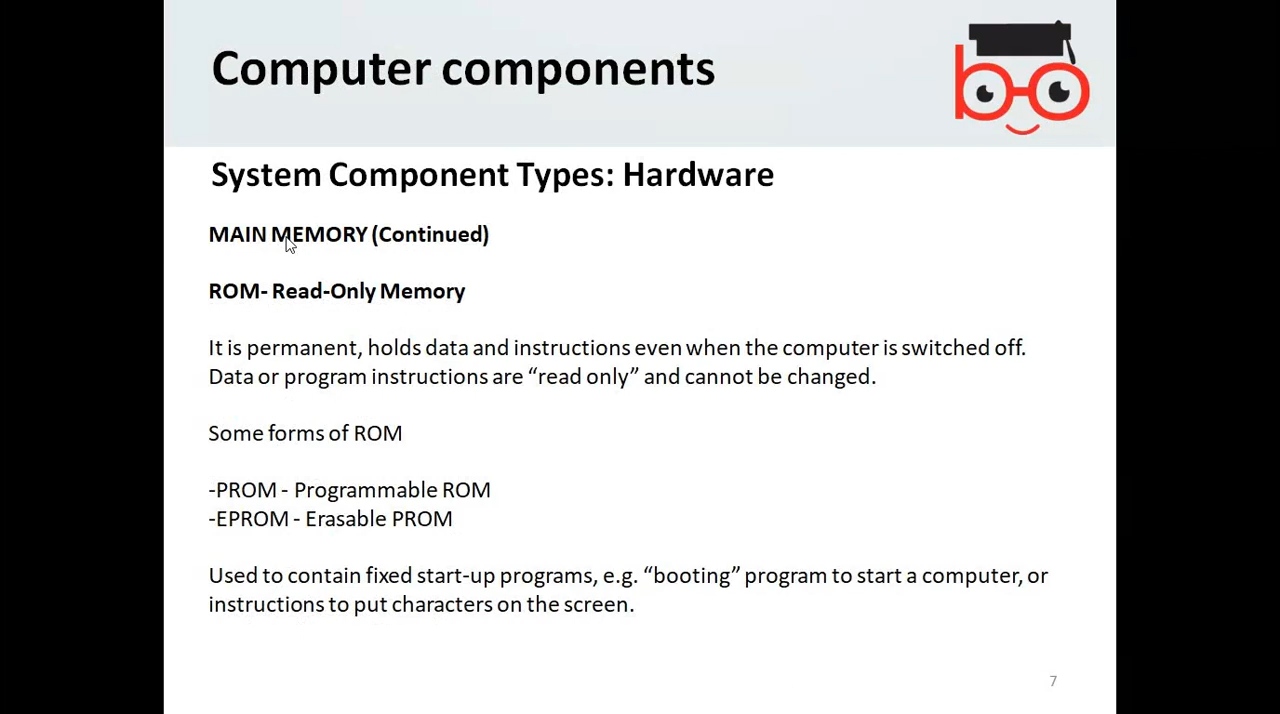 Computer components
System Component Types: Hardware
MAIN MEMORY (Continued)
ROM- Read-Only Memory
It is permanent, holds data and instructions even when the computer is switched off.
Data or program instructions are “read only” and cannot be changed.
Some forms of ROM
-PROM - Programmable ROM
-EPROM - Erasable PROM
Used to contain fixed start-up programs, e.g. “booting” program to start a computer, or
instructions to put characters on the screen.
7